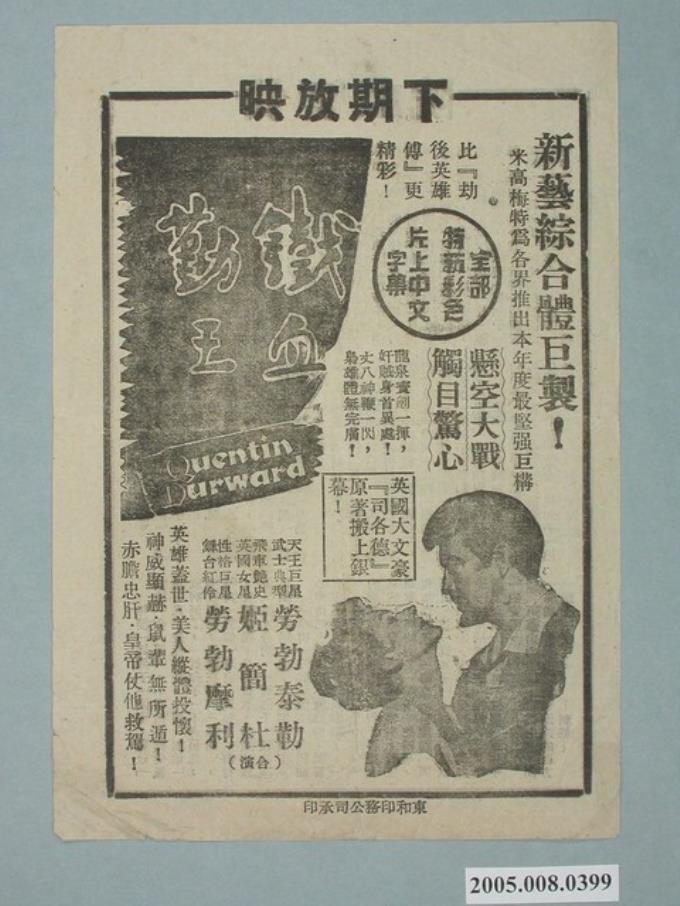 下期放映
新藝綜合體巨製！
米高梅特為各界推出本年度最堅强巨構
比『劫
後英雄
傳』更
精彩！
全部
特新彩色
片上中文
字幕
懸空大戰
觸目驚心
龍泉寶劍一揮，
奸賊身首異處！
丈八神鞭一閃，
梟雄體無完膚！
鐵血
勤王
Quentin
Durward
英國大文豪
『司各德』
原著搬上銀
幕！
天王巨星
武士典型
勞勃泰勒
飛車艷史
英國女星
姬簡杜
性格巨星
舞台紅伶
勞勃摩利
（合演）
英雄蓋世．美人縱體投懷！
神威顯赫．鼠輩無所遁！
赤膽忠肝．皇帝仗他救駕！
東和印務公司承印
2005.008.0399